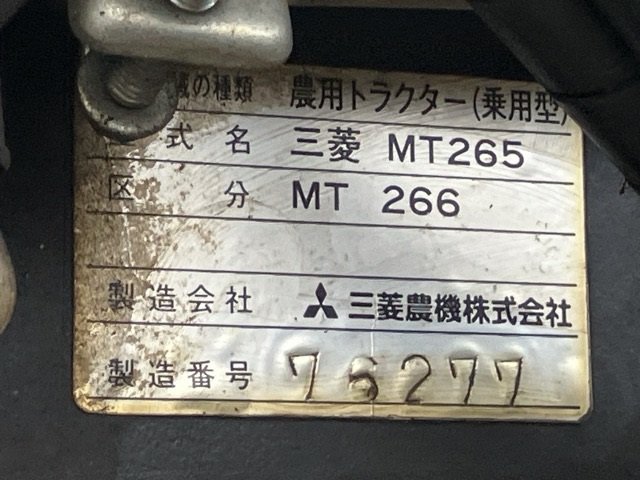 械の種類 農用トラクター(乗用型)
式名 三菱 MT265
区分 MT 266
製造会社 三菱農機株式会社
製造番号 76277